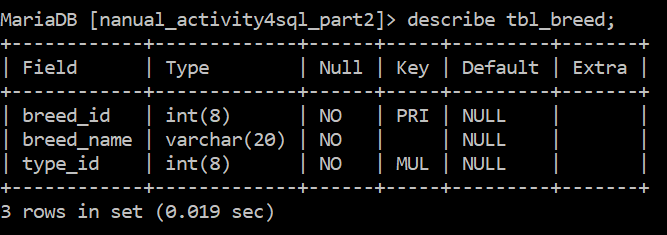 MariaDB [nanual_activity4sql_part2]> describe tbl_breed;
+------------+-------------+------+-----+---------+-------+
| Field      | Type        | Null | Key | Default | Extra |
+------------+-------------+------+-----+---------+-------+
| breed_id   | int(8)      | NO   | PRI | NULL    |       |
| breed_name | varchar(20) | NO   |     | NULL    |       |
| type_id    | int(8)      | NO   | MUL | NULL    |       |
+------------+-------------+------+-----+---------+-------+
3 rows in set (0.019 sec)